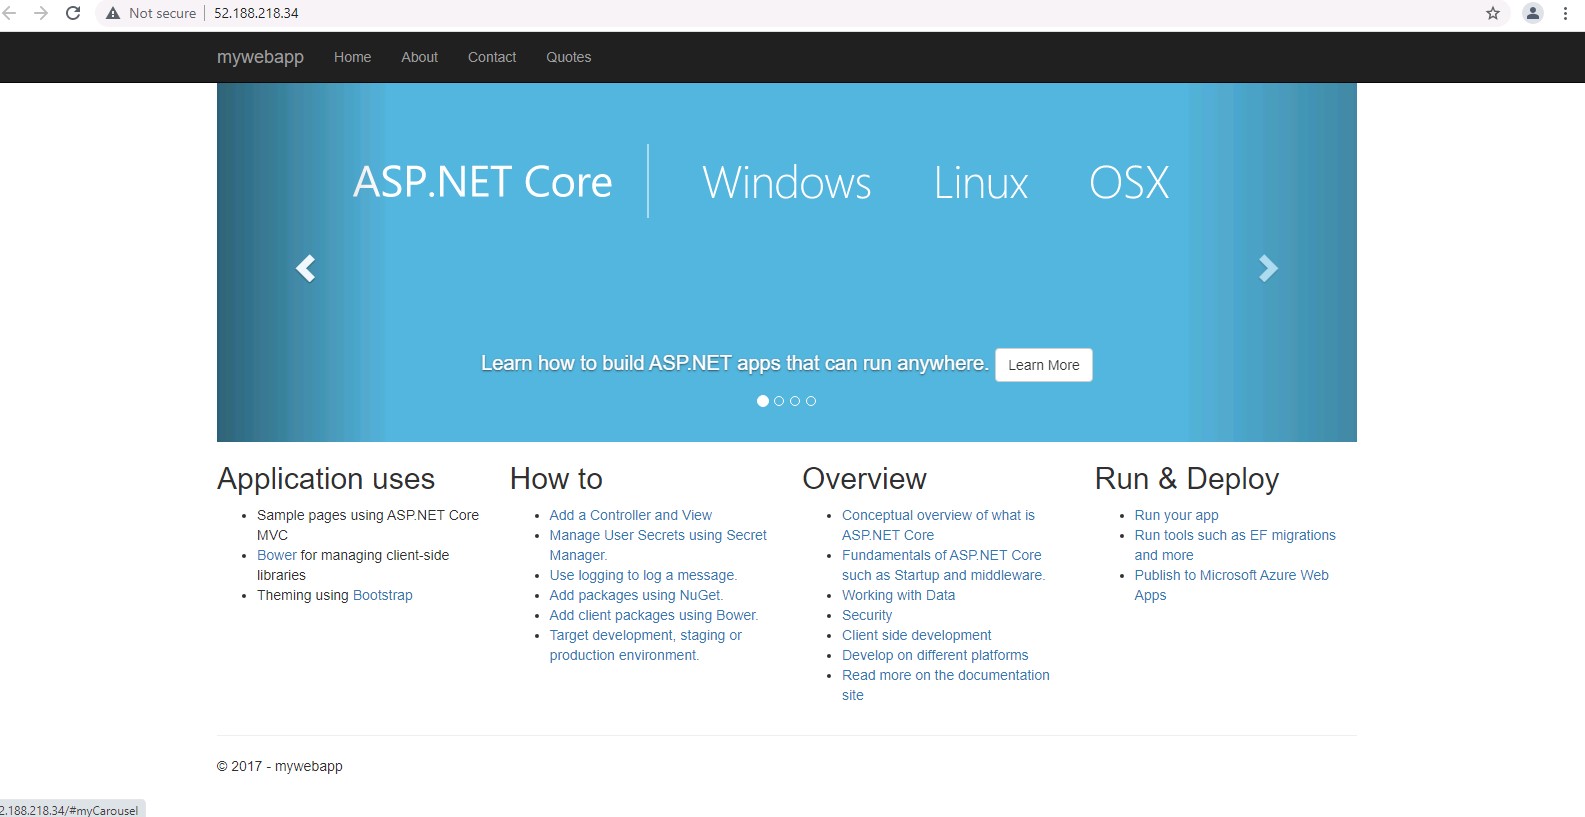 Not secure 52.188.218.34
mywebapp Home About Contact Quotes
ASP.NET Core Windows Linux OSX
Learn how to build ASP.NET apps that can run anywhere. Learn More
Application uses
Sample pages using ASP.NET Core
MVC
Bower for managing client-side
libraries
Theming using Bootstrap
How to
Add a Controller and View
Manage User Secrets using Secret
Manager.
Use logging to log a message.
Add packages using NuGet.
Add client packages using Bower.
Target development, staging or
production environment.
Overview
Conceptual overview of what is
ASP.NET Core
Fundamentals of ASP.NET Core
such as Startup and middleware.
Working with Data
Security
Client side development
Develop on different platforms
Read more on the documentation
site
Run & Deploy
Run your app
Run tools such as EF migrations
and more
Publish to Microsoft Azure Web
Apps
© 2017 - mywebapp
2.188.218.34/#myCarousel